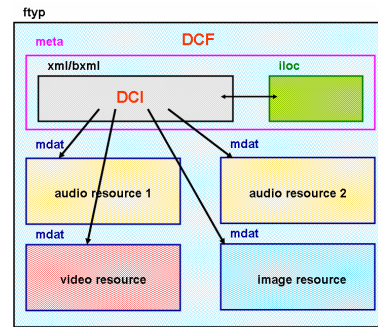 ftyp
DCF
meta
xml/bxml
iloc
DCI
mdat
mdat
audio resource 1
audio resource 2
mdat
mdat
video resource
image resource